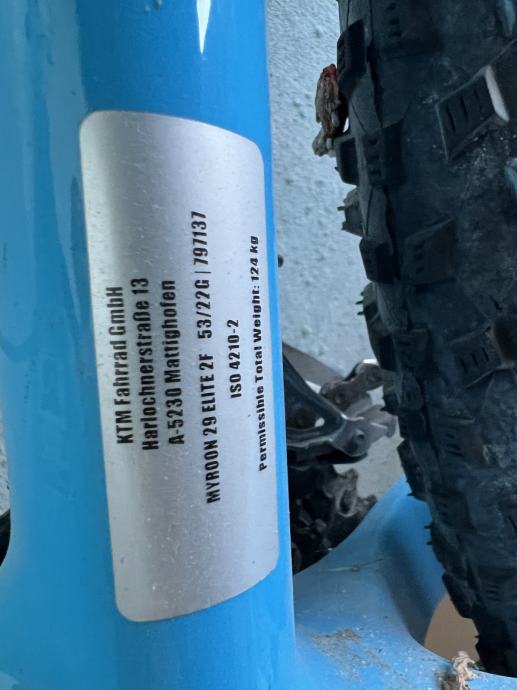 KTM Fahrrad GmbH
Harlochnerstraße 13
A-5230 Mattighofen
MYROON 29 ELITE 2F 53/22G | 797137
ISO 4210-2
Permissible Total Weight: 124 kg